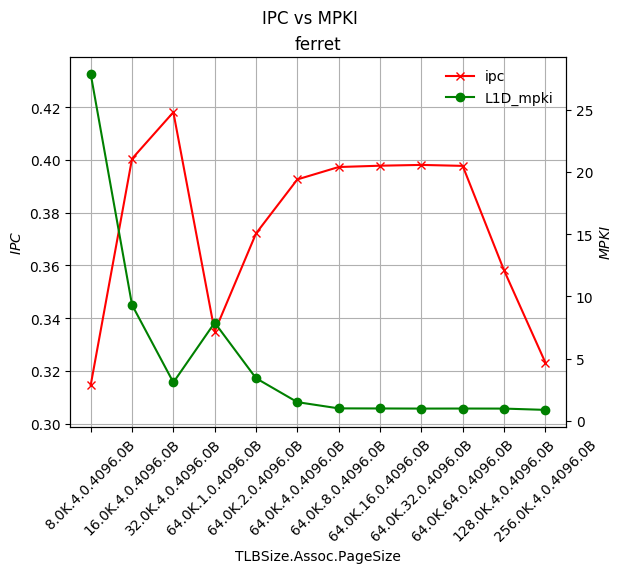 IPC vs MPKI
ferret
ipc
L1D_mpki
0.42
0.40
0.38
0.36
0.34
0.32
0.30
IPC
25
20
15
10
5
0
MPKI
8.0K.4.0.4096.0B
16.0K.4.0.4096.0B
32.0K.4.0.4096.0B
64.0K.1.0.4096.0B
64.0K.2.0.4096.0B
64.0K.4.0.4096.0B
64.0K.8.0.4096.0B
64.0K.16.0.4096.0B
64.0K.32.0.4096.0B
64.0K.64.0.4096.0B
128.0K.4.0.4096.0B
256.0K.4.0.4096.0B
TLBSize.Assoc.PageSize